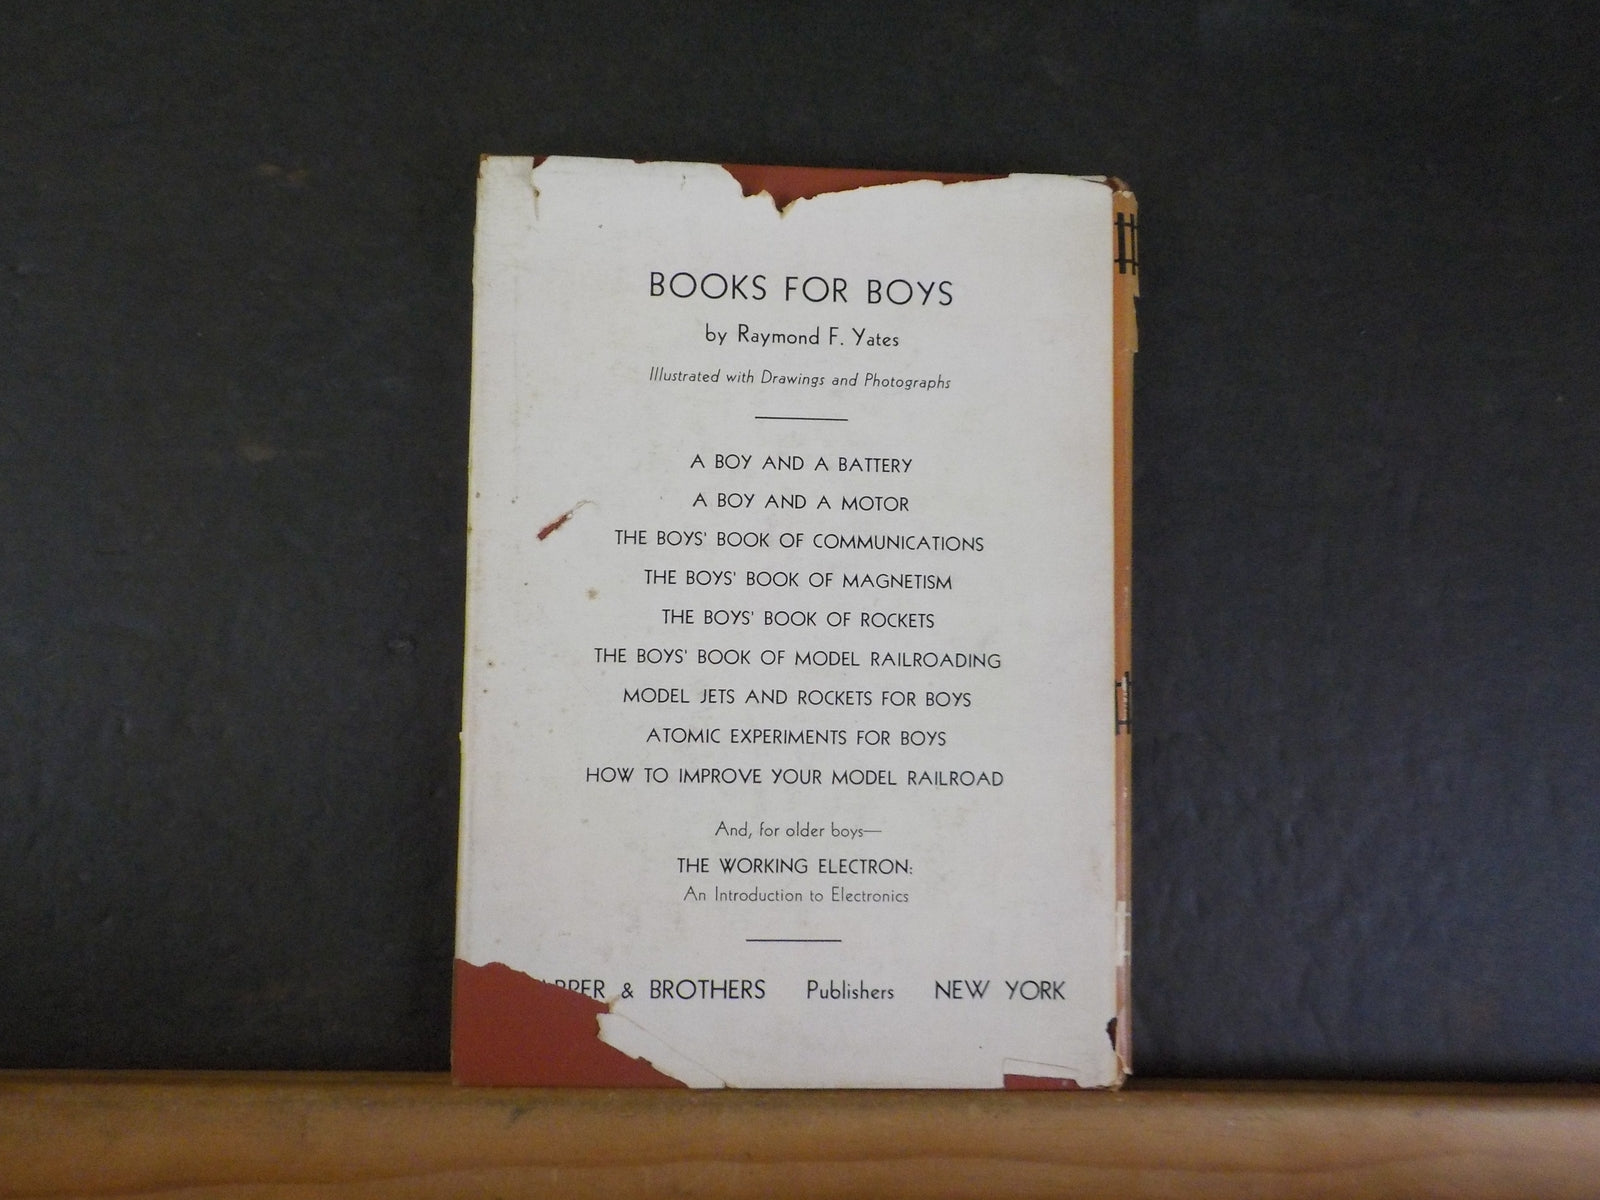 BOOKS FOR BOYS
by Raymond F. Yates
Illustrated with Drawings and Photographs
A BOY AND A BATTERY
A BOY AND A MOTOR
THE BOYS' BOOK OF COMMUNICATIONS
THE BOYS' BOOK OF MAGNETISM
THE BOYS' BOOK OF ROCKETS
THE BOYS' BOOK OF MODEL RAILROADING
MODEL JETS AND ROCKETS FOR BOYS
ATOMIC EXPERIMENTS FOR BOYS
HOW TO IMPROVE YOUR MODEL RAILROAD
And, for older boys—
THE WORKING ELECTRON:
An Introduction to Electronics
& BROTHERS Publishers NEW YORK